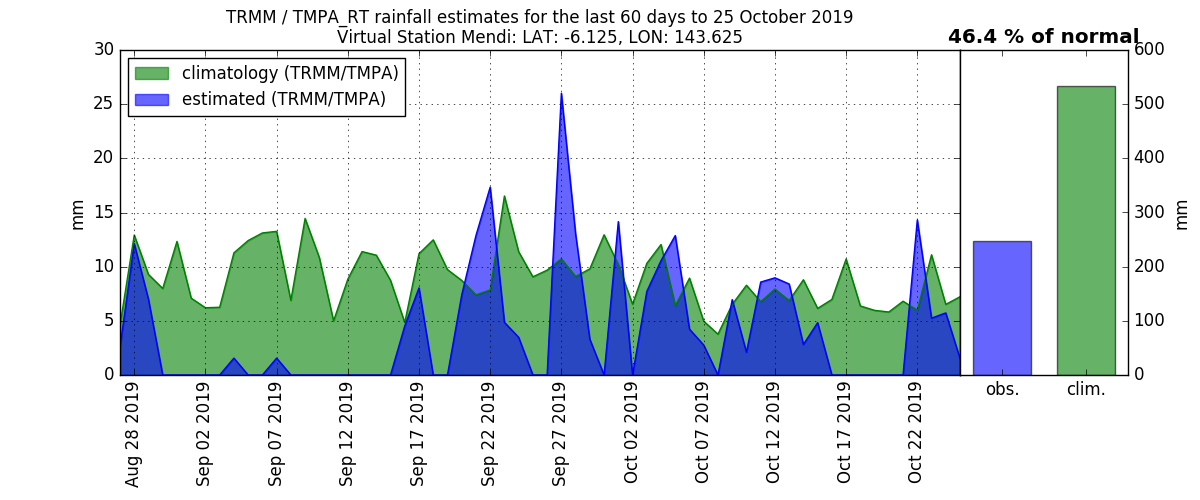 TRMM / TMPA_RT rainfall estimates for the last 60 days to 25 October 2019
Virtual Station Mendi: LAT: -6.125, LON: 143.625
46.4 % of normal
climatology (TRMM/TMPA)
estimated (TRMM/TMPA)
30
25
20
15
10
5
0
mm
Aug 28 2019
Sep 02 2019
Sep 07 2019
Sep 12 2019
Sep 17 2019
Sep 22 2019
Sep 27 2019
Oct 02 2019
Oct 07 2019
Oct 12 2019
Oct 17 2019
Oct 22 2019
obs.
clim.
600
500
400
300
200
100
0
mm